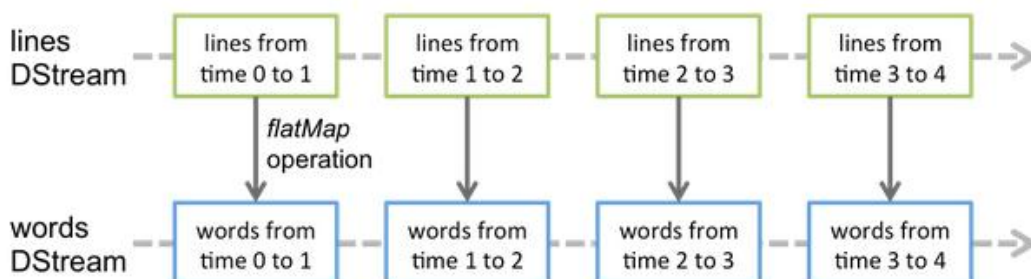 lines
DStream
lines from
time 0 to 1
lines from
time 1 to 2
lines from
time 2 to 3
lines from
time 3 to 4
flatMap
operation
words
DStream
words from
time 0 to 1
words from
time 1 to 2
words from
time 2 to 3
words from
time 3 to 4